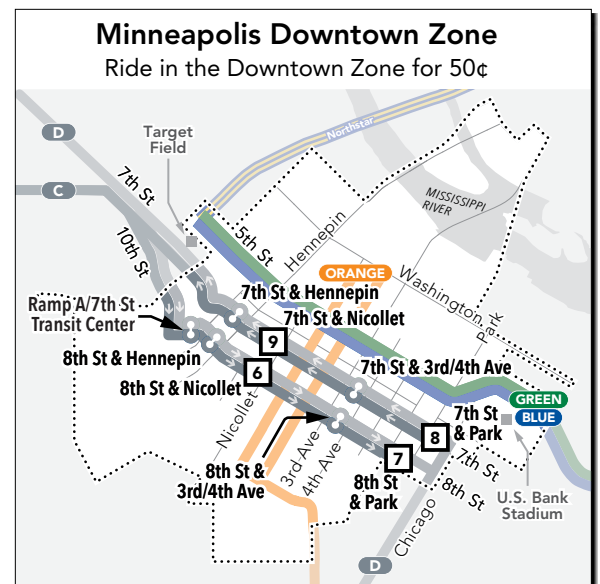 Minneapolis Downtown Zone
Ride in the Downtown Zone for 50¢
D
Target
Field
Northstar
C
7th St
MISSISSIPPI
RIVER
10th St
5th St
Hennepin
ORANGE
Washington
7th St & Hennepin
Ramp A/7th St
Transit Center
7th St & Nicollet
Park
9
8th St & Hennepin
7th St & 3rd/4th Ave
6
8th St & Nicollet
GREEN
BLUE
7th St
& Park
Nicollet
8
3rd Ave
4th Ave
7
7th St
8th St &
3rd/4th Ave
8th St
& Park
8th St
U.S. Bank
Stadium
Chicago
D